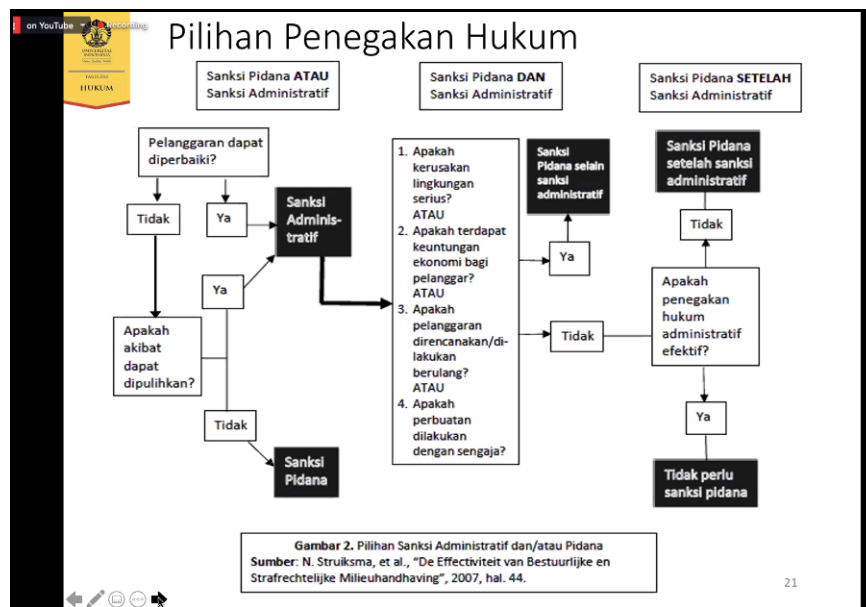 on YouTube
Recording
UNIVERSITAS
INDONESIA
FAKULTAS
HUKUM
Pilihan Penegakan Hukum
Sanksi Pidana ATAU
Sanksi Administratif
Sanksi Pidana DAN
Sanksi Administratif
Sanksi Pidana SETELAH
Sanksi Administratif
Pelanggaran dapat
diperbaiki?
Tidak
Ya
Sanksi
Adminis-
tratif
Ya
Apakah
akibat
dapat
dipulihkan?
Tidak
Sanksi
Pidana
1. Apakah
kerusakan
lingkungan
serius?
ATAU
2. Apakah terdapat
keuntungan
ekonomi bagi
pelanggar?
ATAU
3. Apakah
pelanggaran
direncanakan/di-
lakukan
berulang?
ATAU
4. Apakah
perbuatan
dilakukan
dengan sengaja?
Sanksi
Pidana selain
sanksi
administratif
Ya
Tidak
Sanksi Pidana
setelah sanksi
administratif
Tidak
Apakah
penegakan
hukum
administratif
efektif?
Ya
Tidak perlu
sanksi pidana
Gambar 2. Pilihan Sanksi Administratif dan/atau Pidana
Sumber: N. Struiksma, et al., “De Effectiviteit van Bestuurlijke en
Strafrechtelijke Milieuhandhaving”, 2007, hal. 44.
21